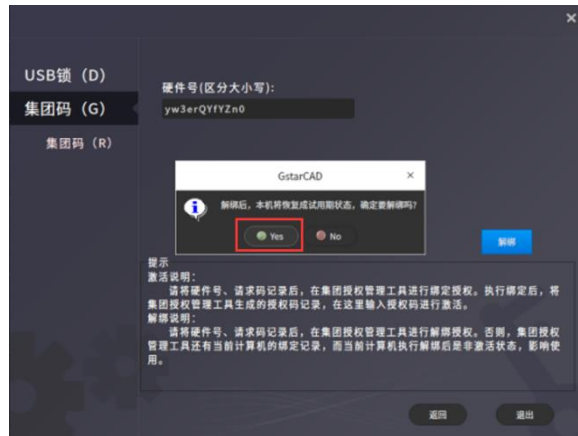 ×
USB锁（D）
集团码（G）
集团码（R）
硬件号(区分大小写):
yw3erQYfYZn0
GstarCAD
×
解绑后，本机将恢复成试用期状态，确定要解绑吗?
Yes
No
解绑
提示
激活说明：
请将硬件号、请求码记录后，在集团授权管理工具进行绑定授权。执行绑定后，将
集团授权管理工具生成的授权码记录，在这里输入授权码进行激活。
解绑说明：
请将硬件号、请求码记录后，在集团授权管理工具进行解绑授权。否则，集团授权
管理工具还有当前计算机的绑定记录，而当前计算机执行解绑后是非激活状态，影响使
用。
返回
退出